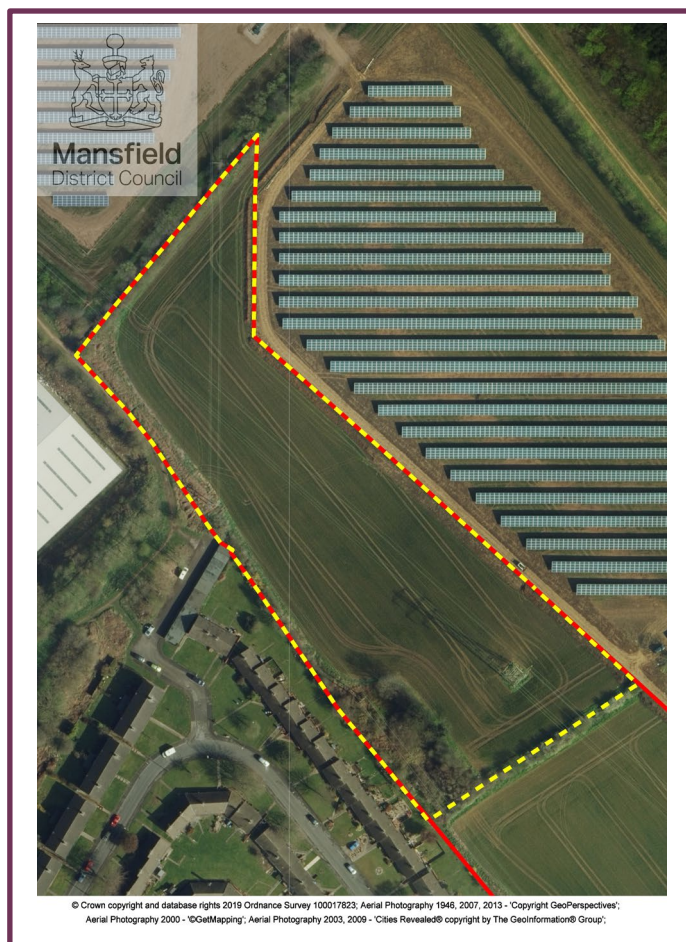 Mansfield
District Council
© Crown copyright and database rights 2019 Ordnance Survey 100017823; Aerial Photography 1946, 2007, 2013 - 'Copyright GeoPerspectives';
Aerial Photography 2000 - '©GetMapping'; Aerial Photography 2003, 2009 - 'Cities Revealed® copyright by The GeoInformation® Group';